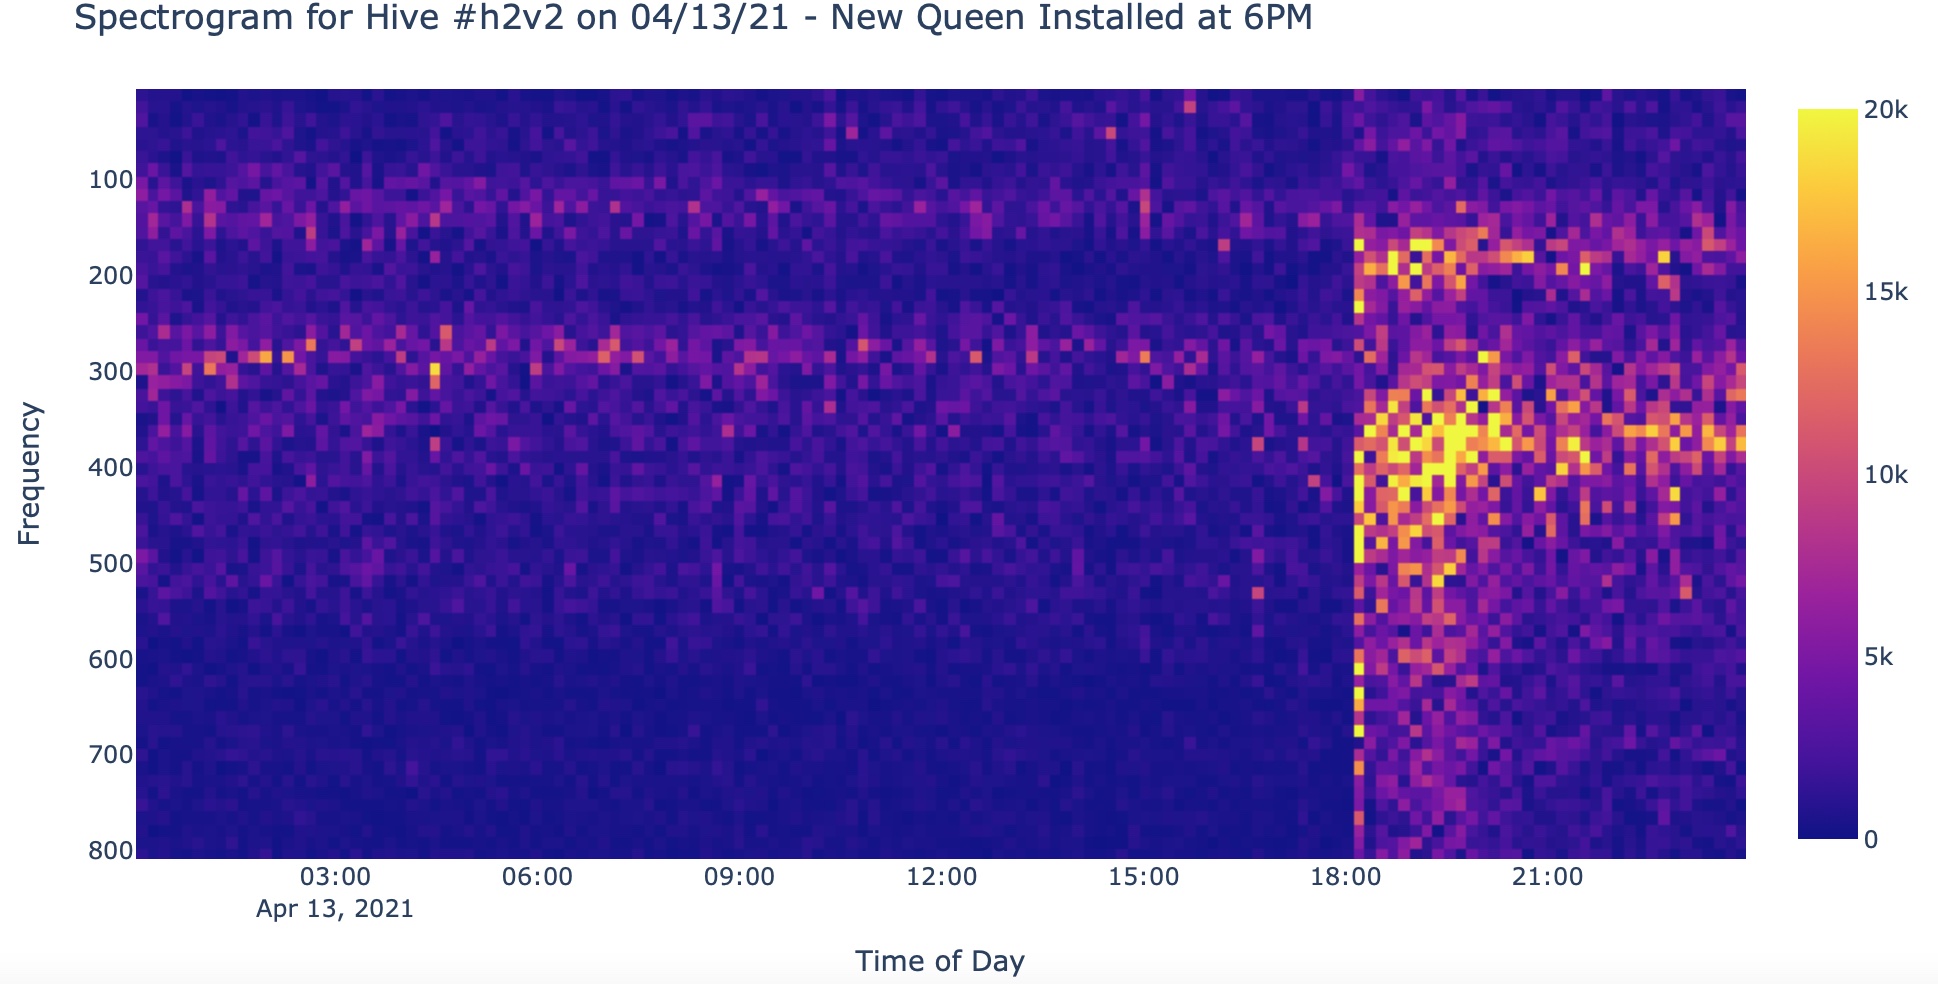 Spectrogram for Hive #h2v2 on 04/13/21 - New Queen Installed at 6PM
Frequency
100
200
300
400
500
600
700
800
03:00 06:00 09:00 12:00 15:00 18:00 21:00
Apr 13, 2021
Time of Day
20k
15k
10k
5k
0